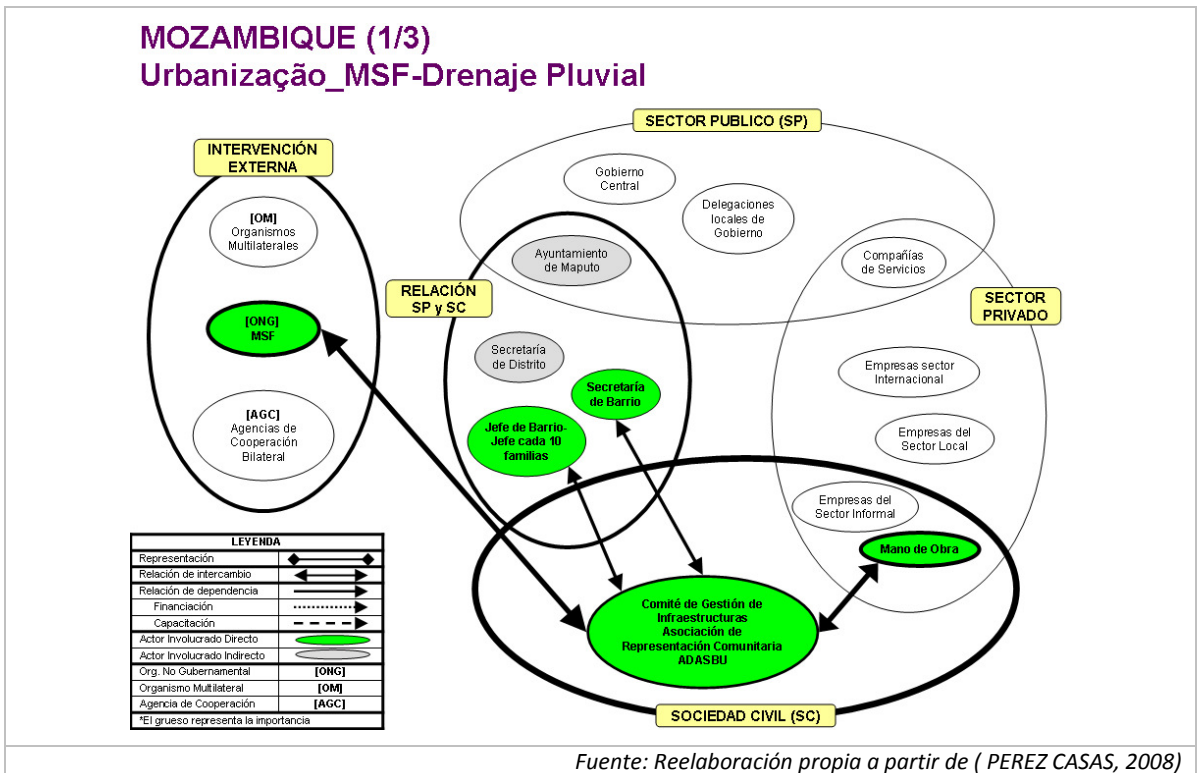 MOZAMBIQUE (1/3)
Urbanização_MSF-Drenaje Pluvial
INTERVENCIÓN
EXTERNA
[OM]
Organismos
Multilaterales
[ONG]
MSF
[AGC]
Agencias de
Cooperación
Bilateral
SECTOR PUBLICO (SP)
Gobierno
Central
Delegaciones
locales de
Gobierno
Ayuntamiento
de Maputo
Compañías
de Servicios
RELACIÓN
SP y SC
SECTOR
PRIVADO
Secretaría
de Distrito
Secretaría
de Barrio
Jefe de Barrio-
Jefe cada 10
familias
Empresas sector
Internacional
Empresas del
Sector Local
Empresas del
Sector Informal
Mano de Obra
Comité de Gestión de
Infraestructuras
Asociación de
Representación Comunitaria
ADASBU
SOCIEDAD CIVIL (SC)
LEYENDA
Representación
Relación de intercambio
Relación de dependencia
Financiación
Capacitación
Actor Involucrado Directo
Actor Involucrado Indirecto
Org. No Gubernamental [ONG]
Organismo Multilateral [OM]
Agencia de Cooperación [AGC]
*El grueso representa la importancia
Fuente: Reelaboración propia a partir de ( PEREZ CASAS, 2008)